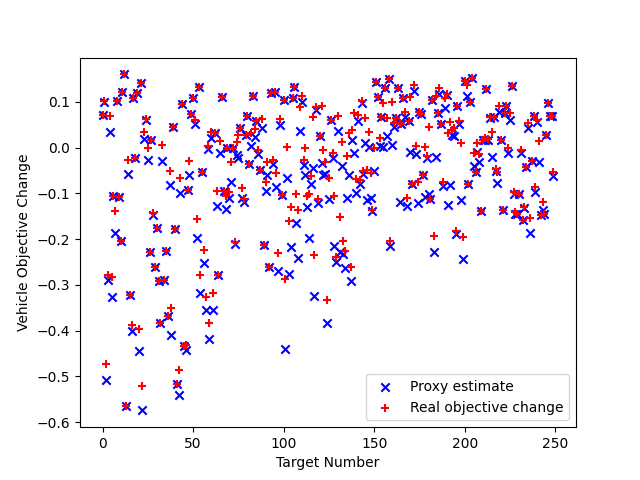 0.1
0.0
−0.1
−0.2
−0.3
−0.4
−0.5
−0.6
Vehicle Objective Change
Proxy estimate
Real objective change
0 50 100 150 200 250
Target Number